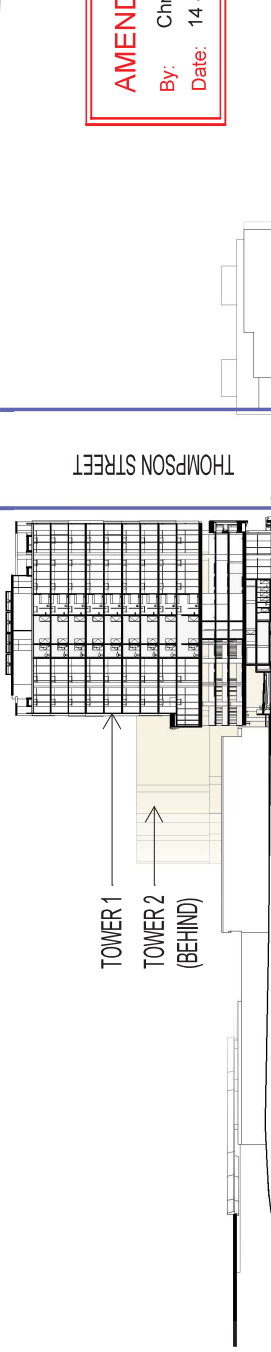 AMEND
By: Chr
Date: 14
THOMPSON STREET
TOWER 1
TOWER 2
(BEHIND)